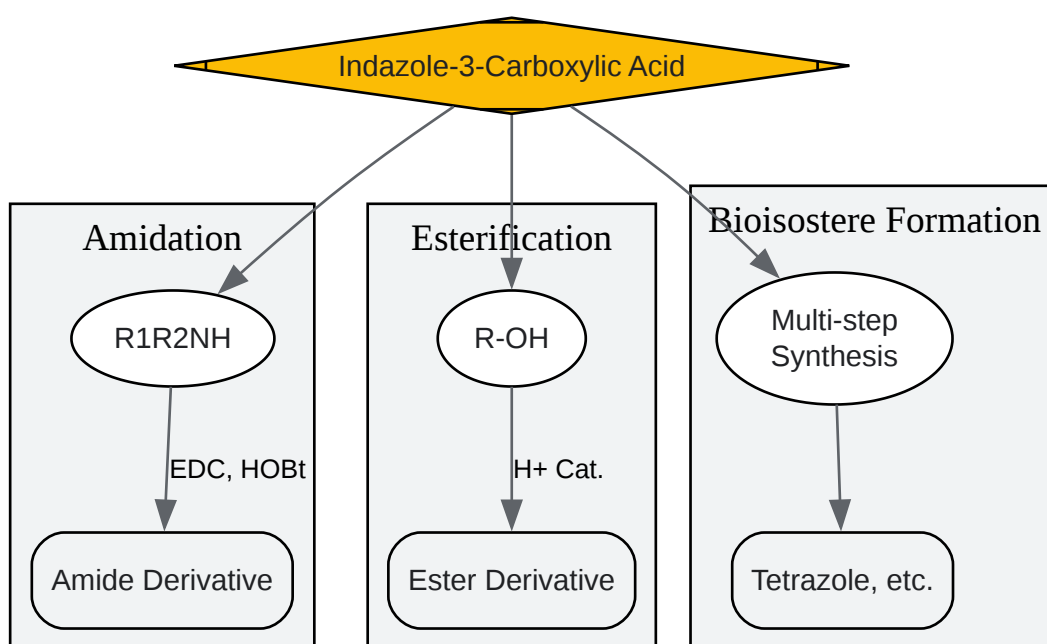 Indazole-3-Carboxylic Acid
Amidation
Esterification
Bioisostere Formation
R1R2NH
R-OH
Multi-step
Synthesis
EDC, HOBt
H+ Cat.
Amide Derivative
Ester Derivative
Tetrazole, etc.